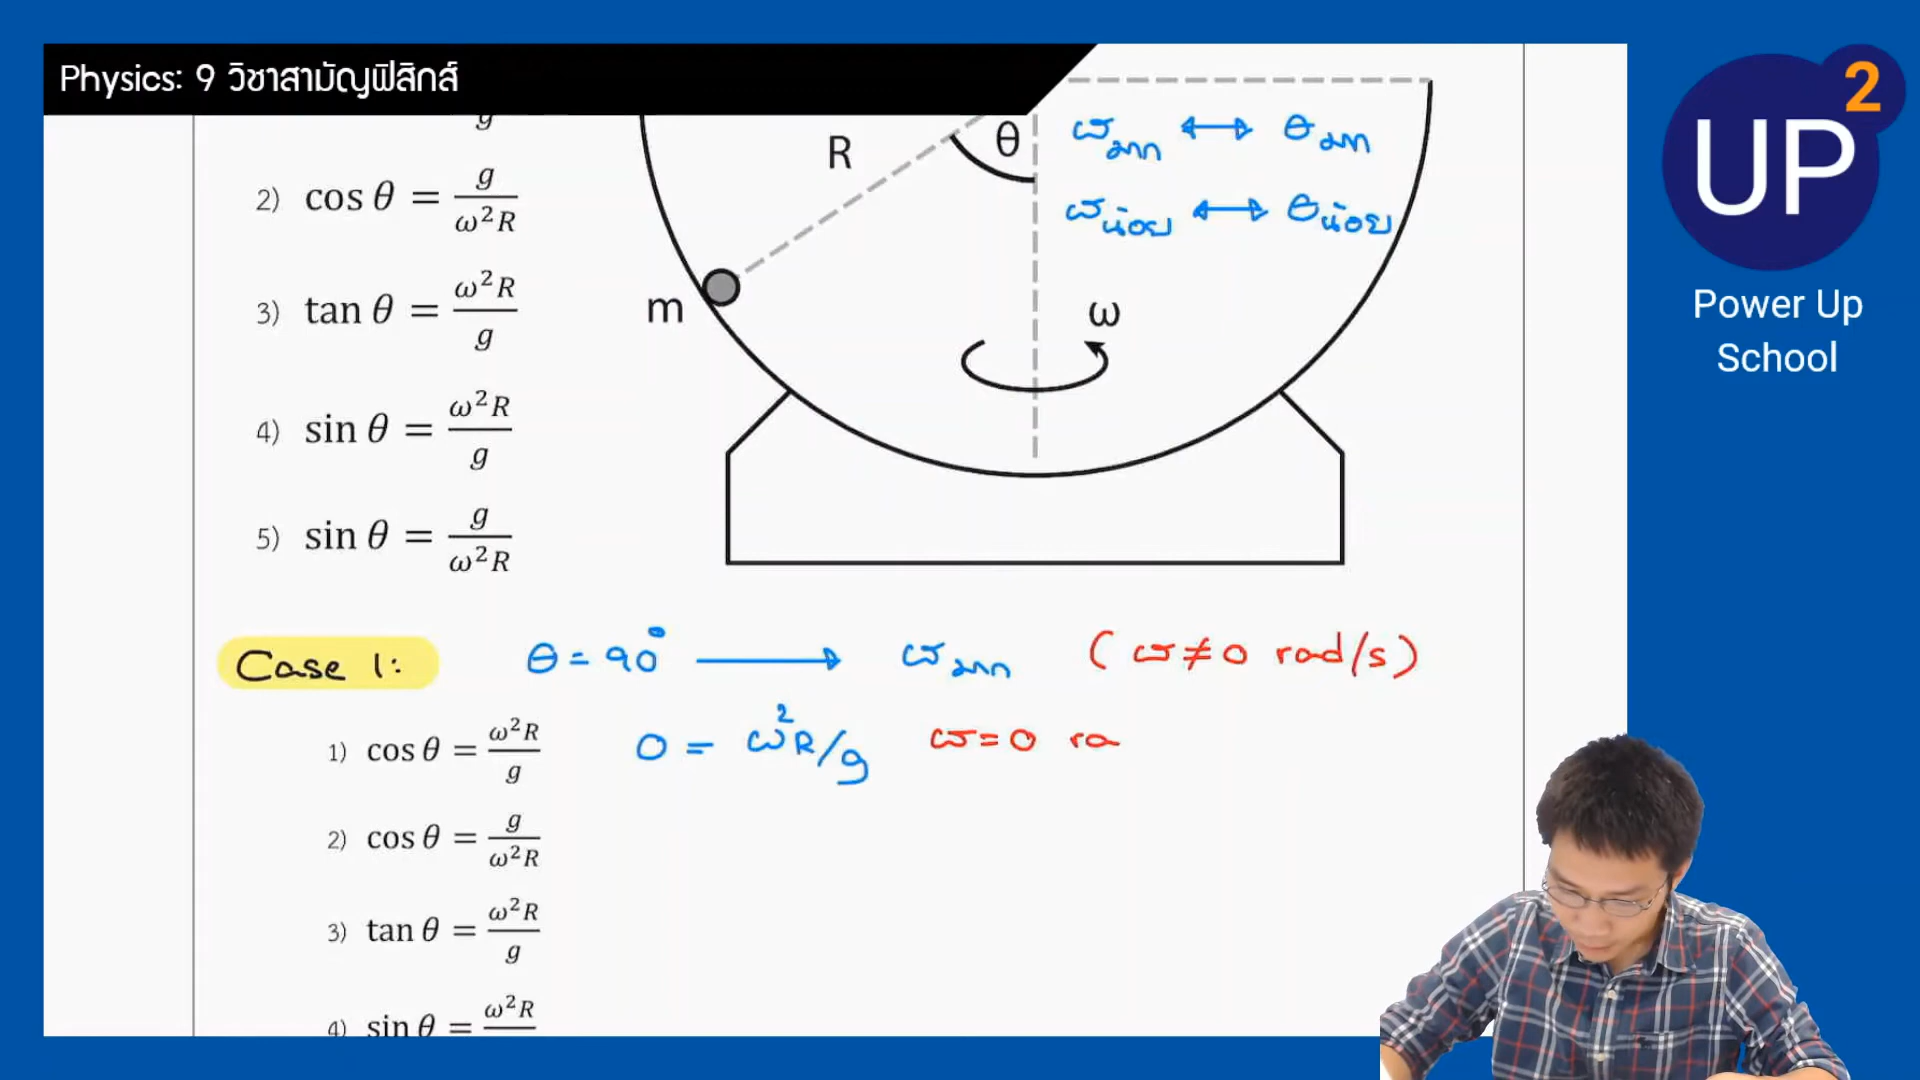 Physics: 9 วิชาสามัญฟิสิกส์
g
2) cos θ = g / ω²R
3) tan θ = ω²R / g
4) sin θ = ω²R / g
5) sin θ = g / ω²R
R
θ
m
ω
ω มาก ↔ θ มาก
ω น้อย ↔ θ น้อย
Case 1: θ = 90° → ω มาก (ω ≠ 0 rad/s)
1) cos θ = ω²R / g 0 = ω²R/g ω = 0 ra
2) cos θ = g / ω²R
3) tan θ = ω²R / g
4) sin θ = ω²R
UP2
Power Up
School